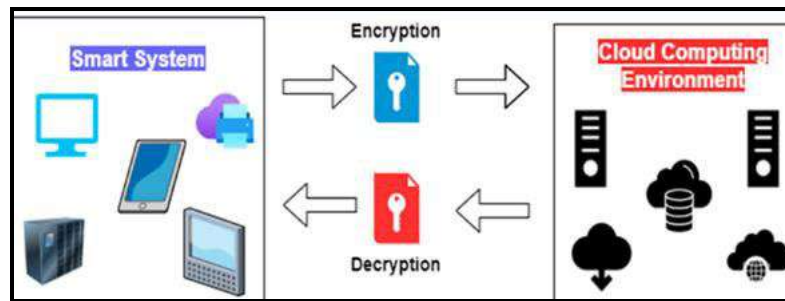 Smart System
Encryption
Decryption
Cloud Computing
Environment